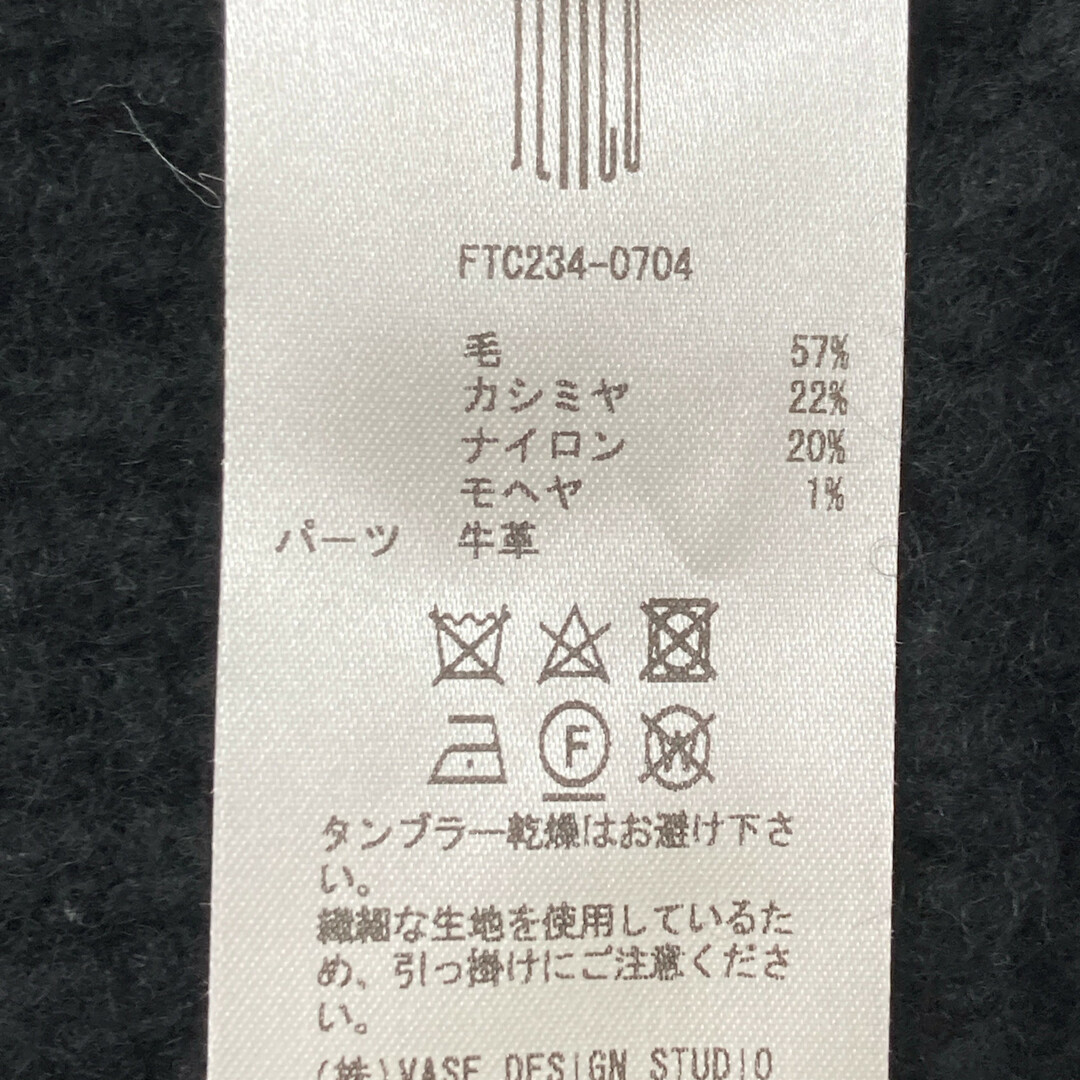 FTC234-0704
毛 57%
カシミヤ 22%
ナイロン 20%
モヘヤ 1%
パーツ 牛革
F
W
タンブラー乾燥はお避け下さ
い。
繊細な生地を使用しているた
め、引っ掛けにご注意くださ
い。
(株)VASE DESIGN STUDIO